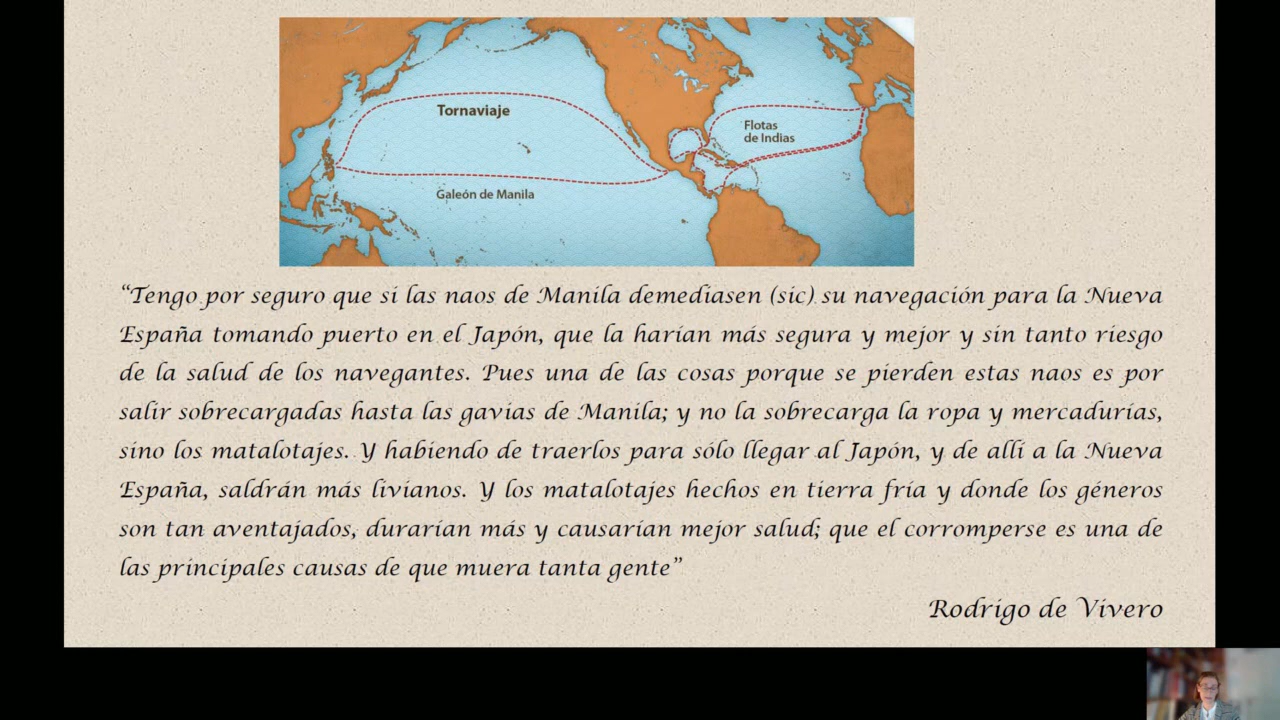 Tornaviaje
Flotas
de Indias
Galeón de Manila
“Tengo por seguro que si las naos de Manila demediasen (sic) su navegación para la Nueva
España tomando puerto en el Japón, que la harían más segura y mejor y sin tanto riesgo
de la salud de los navegantes. Pues una de las cosas porque se pierden estas naos es por
salir sobrecargadas hasta las gavias de Manila; y no la sobrecarga la ropa y mercadurías,
sino los matalotajes. Y habiendo de traerlos para sólo llegar al Japón, y de allí a la Nueva
España, saldrán más livianos. Y los matalotajes hechos en tierra fría y donde los géneros
son tan aventajados, durarían más y causarían mejor salud; que el corromperse es una de
las principales causas de que muera tanta gente”
Rodrigo de Vivero